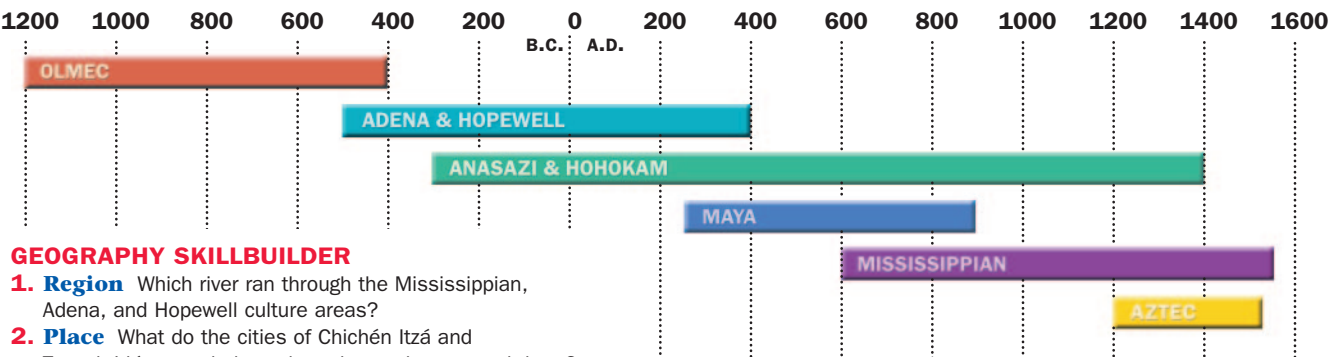 1200 1000 800 600 400 200 0 200 400 600 800 1000 1200 1400 1600
B.C. A.D.
OLMEC
ADENA & HOPEWELL
ANASAZI & HOHOKAM
MAYA
MISSISSIPPIAN
AZTEC
GEOGRAPHY SKILLBUILDER
1. Region Which river ran through the Mississippian,
Adena, and Hopewell culture areas?
2. Place What do the cities of Chichén Itzá and